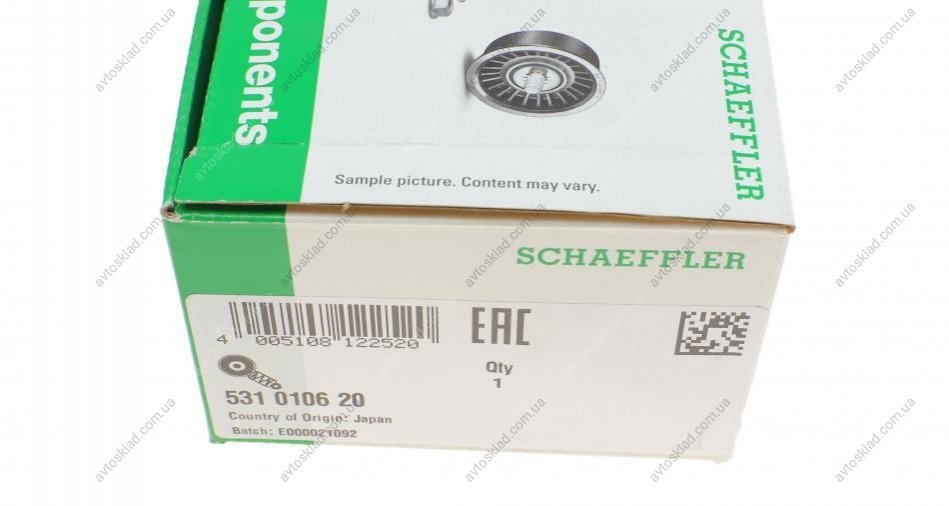 ponents
SCHAEFFLER
Sample picture. Content may vary.
SCHAEFFLER
4 005108 122520
EAC
Qty
1
531 0106 20
Country of Origin: Japan
Batch: E000021092
avtosklad.com.ua